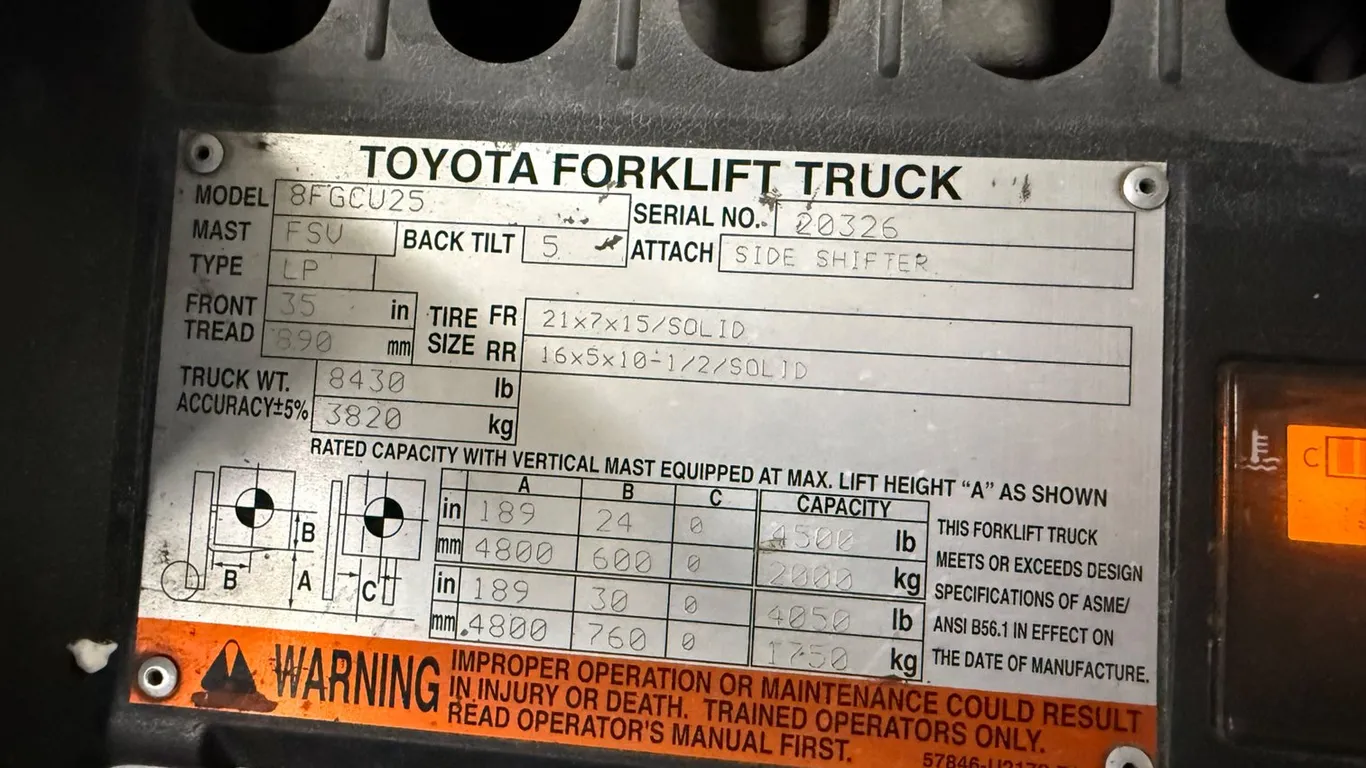 TOYOTA FORKLIFT TRUCK
MODEL 8FGCU25 SERIAL NO. 20326
MAST FSV BACK TILT 5 ATTACH SIDE SHIFTER
TYPE LP
FRONT TREAD 35 in
890 mm
TIRE SIZE FR 21x7x15/SOLID
RR 16x5x10-1/2/SOLID
TRUCK WT. 8430 lb
ACCURACY±5% 3820 kg
RATED CAPACITY WITH VERTICAL MAST EQUIPPED AT MAX. LIFT HEIGHT "A" AS SHOWN
A B C CAPACITY
in 189 24 0 4500 lb
mm 4800 600 0 2000 kg
in 189 30 0 4050 lb
mm 4800 760 0 1750 kg
B
B A C
THIS FORKLIFT TRUCK
MEETS OR EXCEEDS DESIGN
SPECIFICATIONS OF ASME/
ANSI B56.1 IN EFFECT ON
THE DATE OF MANUFACTURE.
WARNING
IMPROPER OPERATION OR MAINTENANCE COULD RESULT
IN INJURY OR DEATH. TRAINED OPERATORS ONLY.
READ OPERATOR'S MANUAL FIRST.
C